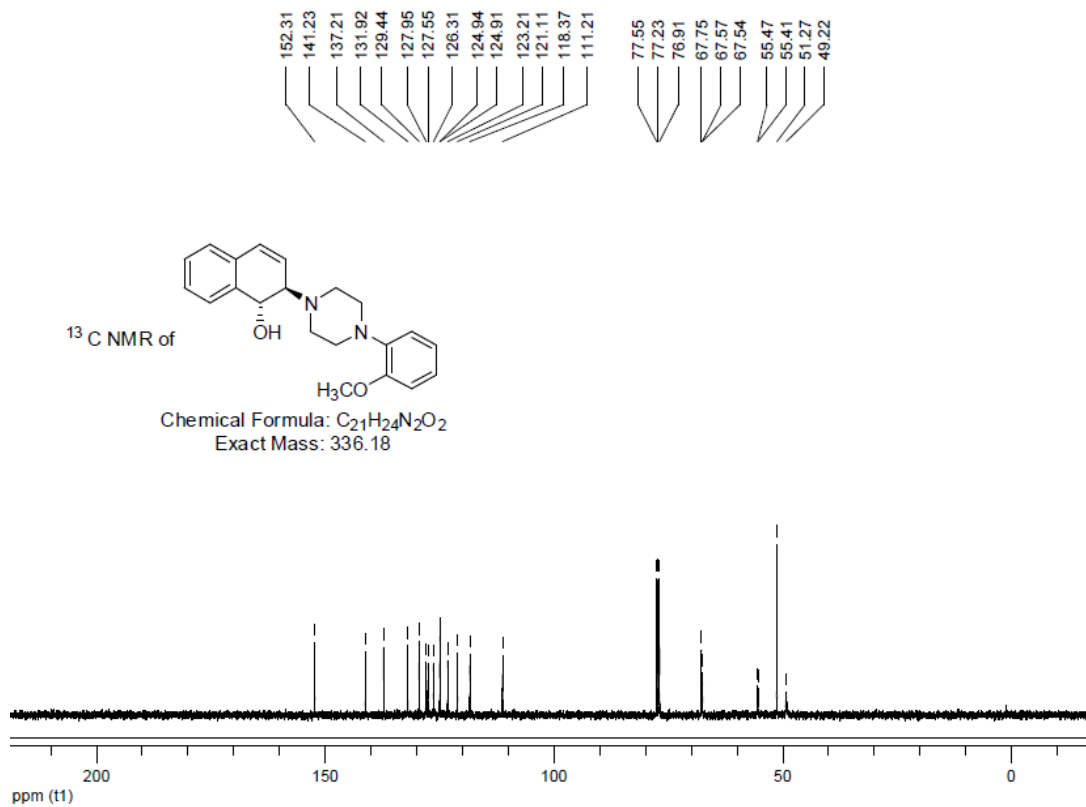 152.31
141.23
137.21
131.92
129.44
127.95
127.55
126.31
124.94
124.91
123.21
121.11
118.37
111.21
77.55
77.23
76.91
67.75
67.57
67.54
55.47
55.41
51.27
49.22
N
OH
N
H₃CO
¹³C NMR of
Chemical Formula: C₂₁H₂₄N₂O₂
Exact Mass: 336.18
200 150 100 50 0
ppm (t1)